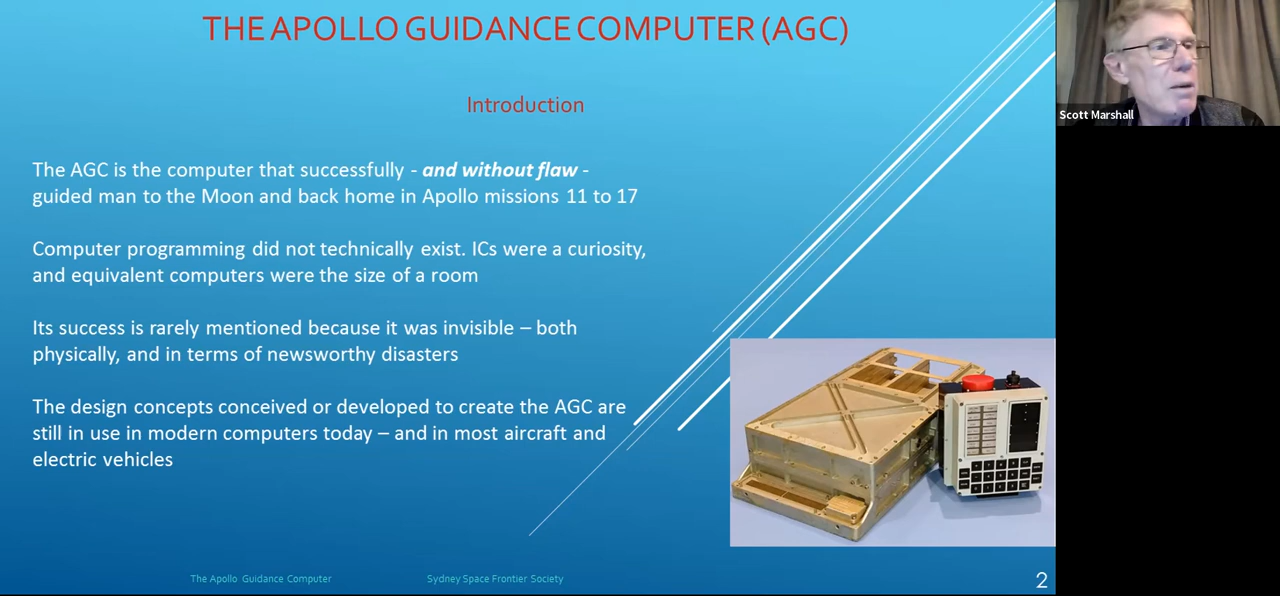 THE APOLLO GUIDANCE COMPUTER (AGC)
Introduction
The AGC is the computer that successfully - and without flaw -
guided man to the Moon and back home in Apollo missions 11 to 17
Computer programming did not technically exist. ICs were a curiosity,
and equivalent computers were the size of a room
Its success is rarely mentioned because it was invisible – both
physically, and in terms of newsworthy disasters
The design concepts conceived or developed to create the AGC are
still in use in modern computers today – and in most aircraft and
electric vehicles
The Apollo Guidance Computer
Sydney Space Frontier Society
2
Scott Marshall